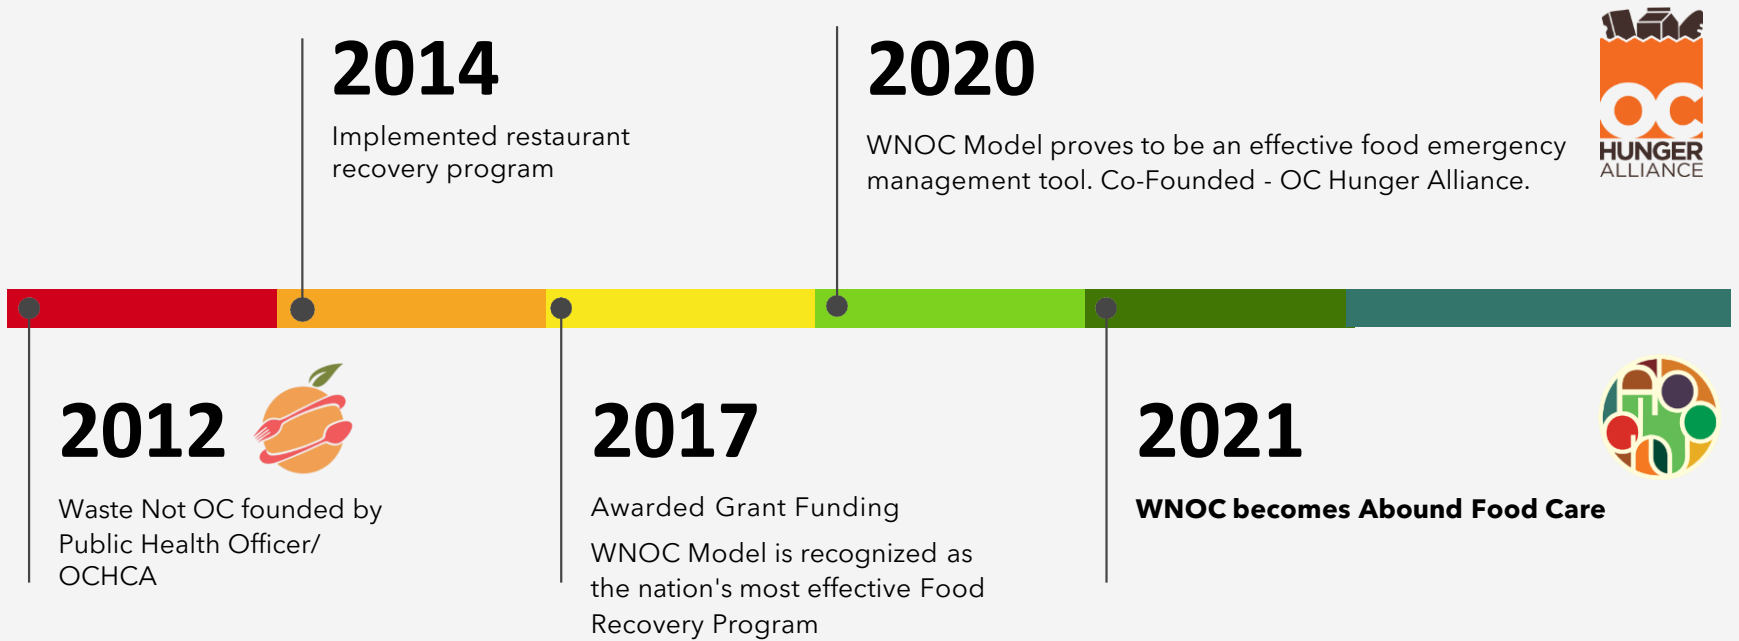 2014
Implemented restaurant
recovery program
2020
WNOC Model proves to be an effective food emergency
management tool. Co-Founded - OC Hunger Alliance.
OC
HUNGER
ALLIANCE
2012
Waste Not OC founded by
Public Health Officer/
OCHCA
2017
Awarded Grant Funding
WNOC Model is recognized as
the nation's most effective Food
Recovery Program
2021
WNOC becomes Abound Food Care